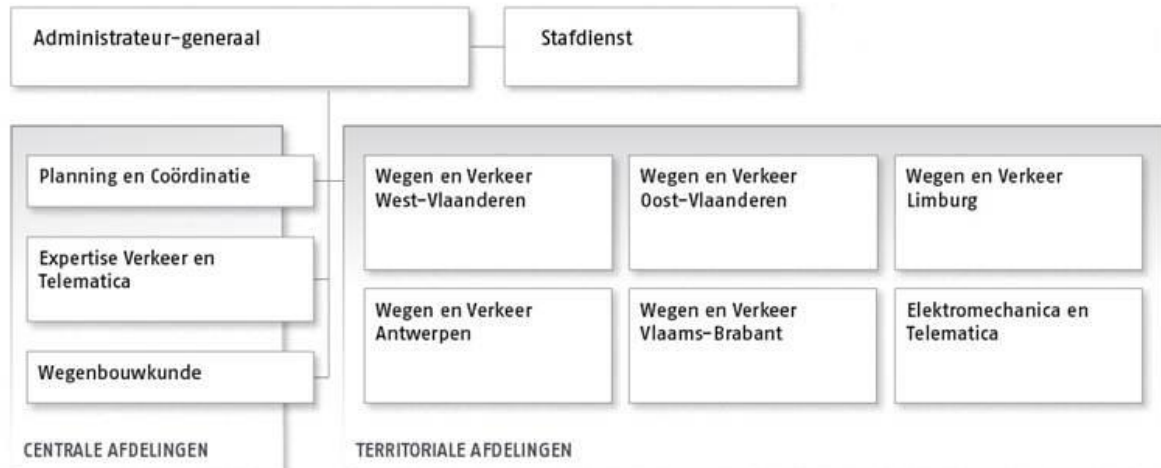 Administrateur-generaal
Stafdienst
Planning en Coördinatie
Expertise Verkeer en
Telematica
Wegenbouwkunde
CENTRALE AFDELINGEN
Wegen en Verkeer
West-Vlaanderen
Wegen en Verkeer
Oost-Vlaanderen
Wegen en Verkeer
Limburg
Wegen en Verkeer
Antwerpen
Wegen en Verkeer
Vlaams-Brabant
Elektromechanica en
Telematica
TERRITORIALE AFDELINGEN